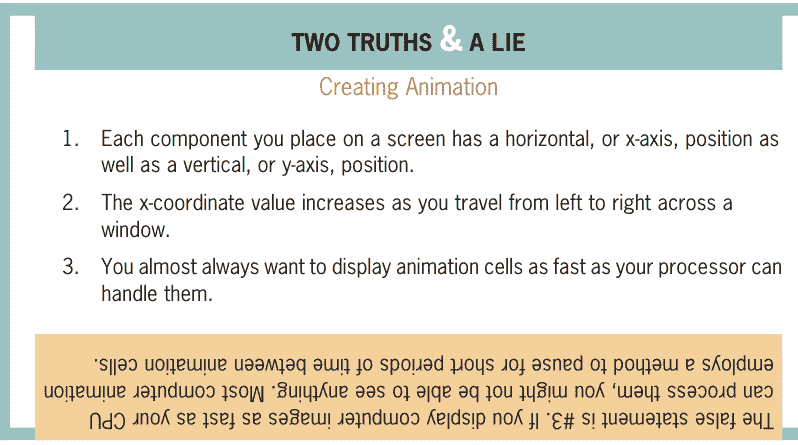 TWO TRUTHS & A LIE
Creating Animation
1. Each component you place on a screen has a horizontal, or x-axis, position as
well as a vertical, or y-axis, position.
2. The x-coordinate value increases as you travel from left to right across a
window.
3. You almost always want to display animation cells as fast as your processor can
handle them.
The false statement is #3. If you display computer images as fast as your CPU
can process them, you might not be able to see anything. Most computer animation
employs a method to pause for short periods of time between animation cells.